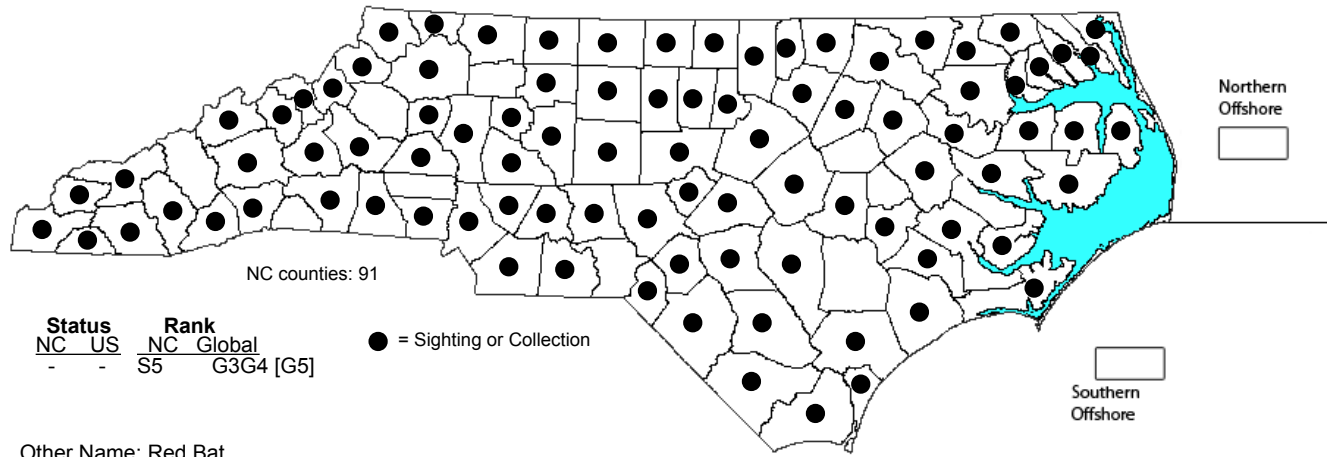 Northern
Offshore
NC counties: 91
Status Rank
NC US NC Global
- - S5 G3G4 [G5]
= Sighting or Collection
Southern
Offshore
Other Name: Red Bat